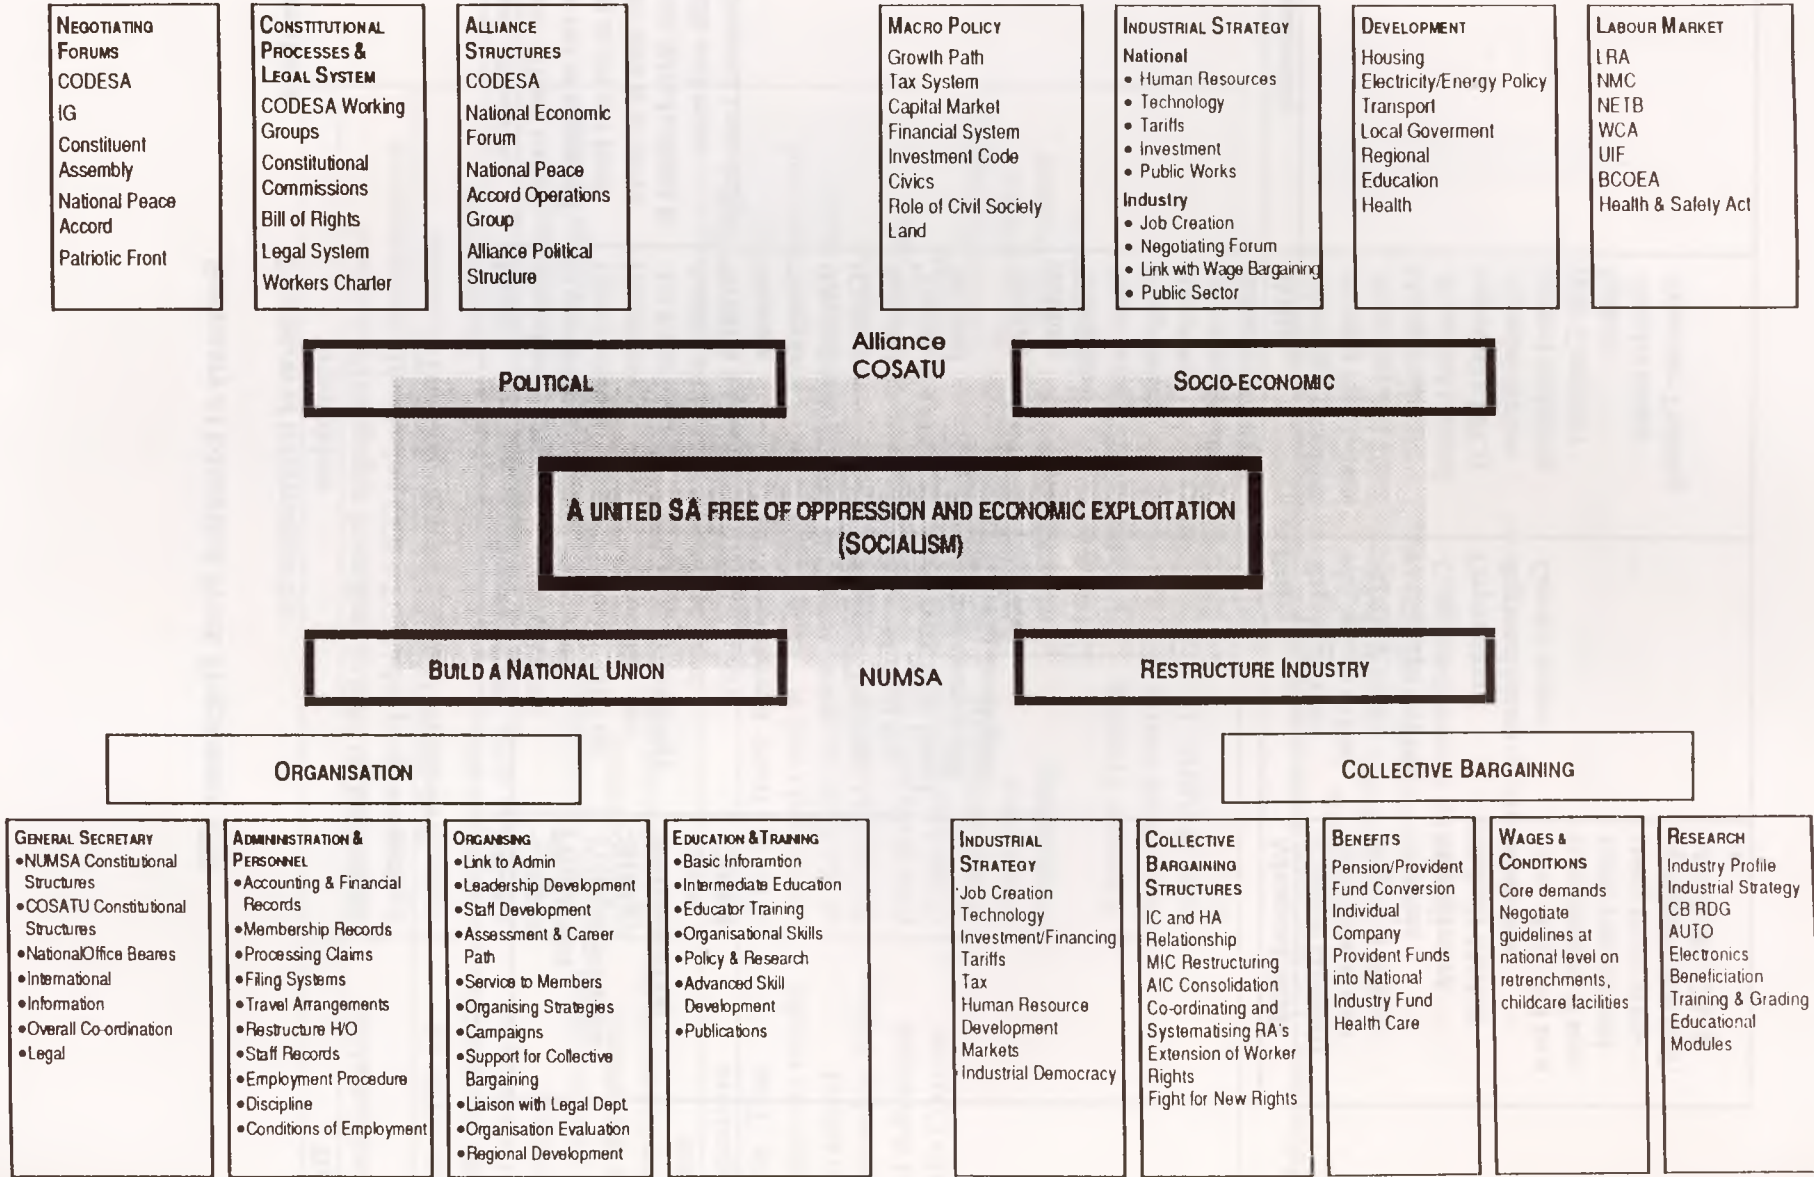 NEGOTIATING
FORUMS
CODESA
IG
Constituent
Assembly
National Peace
Accord
Patriotic Front
CONSTITUTIONAL
PROCESSES &
LEGAL SYSTEM
CODESA Working
Groups
Constitutional
Commissions
Bill of Rights
Legal System
Workers Charter
ALLIANCE
STRUCTURES
CODESA
National Economic
Forum
National Peace
Accord Operations
Group
Alliance Political
Structure
MACRO POLICY
Growth Path
Tax System
Capital Market
Financial System
Investment Code
Civics
Role of Civil Society
Land
INDUSTRIAL STRATEGY
National
• Human Resources
• Technology
• Tariffs
• Investment
• Public Works
Industry
• Job Creation
• Negotiating Forum
• Link with Wage Bargaining
• Public Sector
DEVELOPMENT
Housing
Electricity/Energy Policy
Transport
Local Goverment
Regional
Education
Health
LABOUR MARKET
LRA
NMC
NETB
WCA
UIF
BCOEA
Health & Safety Act
POLITICAL
Alliance
COSATU
SOCIO-ECONOMIC
A UNITED SA FREE OF OPPRESSION AND ECONOMIC EXPLOITATION
(SOCIALISM)
BUILD A NATIONAL UNION
NUMSA
RESTRUCTURE INDUSTRY
ORGANISATION
COLLECTIVE BARGAINING
GENERAL SECRETARY
•NUMSA Constitutional
Structures
•COSATU Constitutional
Structures
•NationalOffice Beares
•International
•Information
•Overall Co-ordination
•Legal
ADMININISTRATION &
PERSONNEL
•Accounting & Financial
Records
•Membership Records
•Processing Claims
•Filing Systems
•Travel Arrangements
•Restructure H/O
•Staff Records
•Employment Procedure
•Discipline
•Conditions of Employment
ORGANISING
•Link to Admin
•Leadership Development
•Staff Development
•Assessment & Career
Path
•Service to Members
•Organising Strategies
•Campaigns
•Support for Collective
Bargaining
•Liaison with Legal Dept.
•Organisation Evaluation
•Regional Development
EDUCATION & TRAINING
•Basic Inforamtion
•Intermediate Education
•Educator Training
•Organisational Skills
•Policy & Research
•Advanced Skill
Development
•Publications
INDUSTRIAL
STRATEGY
Job Creation
Technology
Investment/Financing
Tariffs
Tax
Human Resource
Development
Markets
Industrial Democracy
COLLECTIVE
BARGAINING
STRUCTURES
IC and HA
Relationship
MIC Restructuring
AIC Consolidation
Co-ordinating and
Systematising RA's
Extension of Worker
Rights
Fight for New Rights
BENEFITS
Pension/Provident
Fund Conversion
Individual
Company
Provident Funds
into National
Industry Fund
Health Care
WAGES &
CONDITIONS
Core demands
Negotiate
guidelines at
national level on
retrenchments,
childcare facilities
RESEARCH
Industry Profile
Industrial Strategy
CB RDG
AUTO
Electronics
Beneficiation
Training & Grading
Educational
Modules